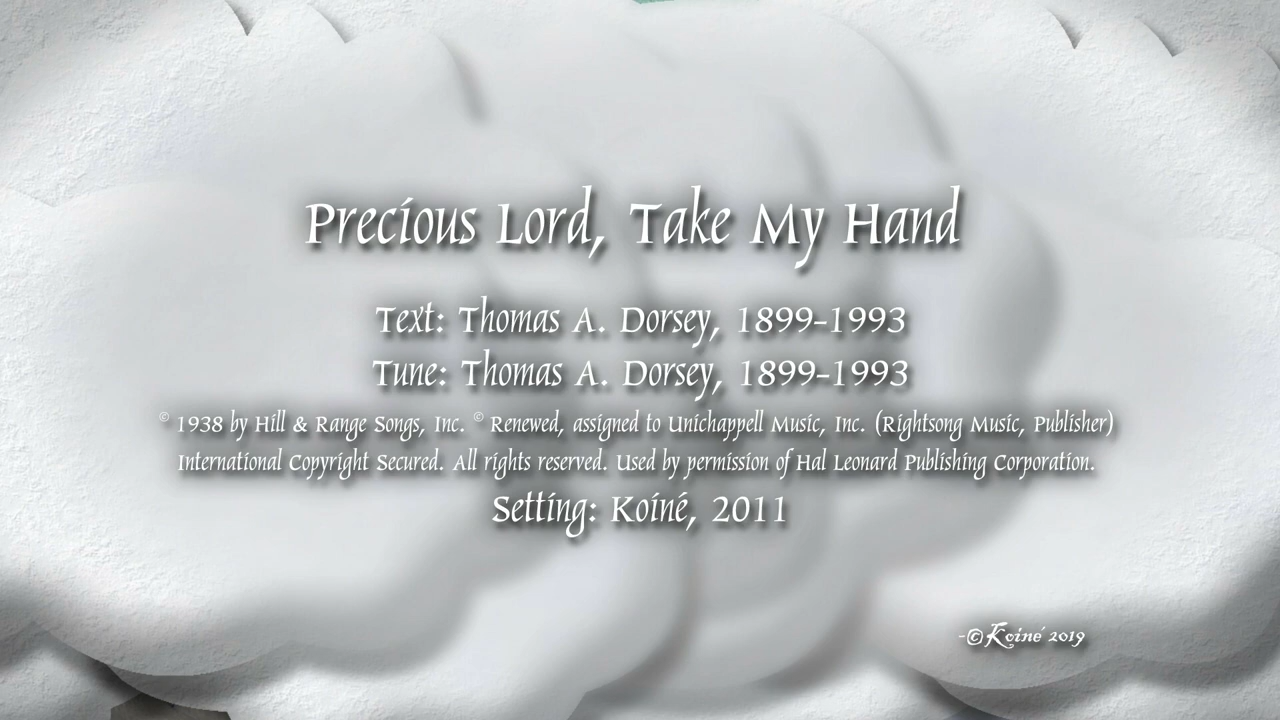 Precious Lord, Take My Hand
Text: Thomas A. Dorsey, 1899-1993
Tune: Thomas A. Dorsey, 1899-1993
© 1938 by Hill & Range Songs, Inc. © Renewed, assigned to Unichappell Music, Inc. (Rightsong Music, Publisher)
International Copyright Secured. All rights reserved. Used by permission of Hal Leonard Publishing Corporation.
Setting: Koiné, 2011
-©Koiné 2019